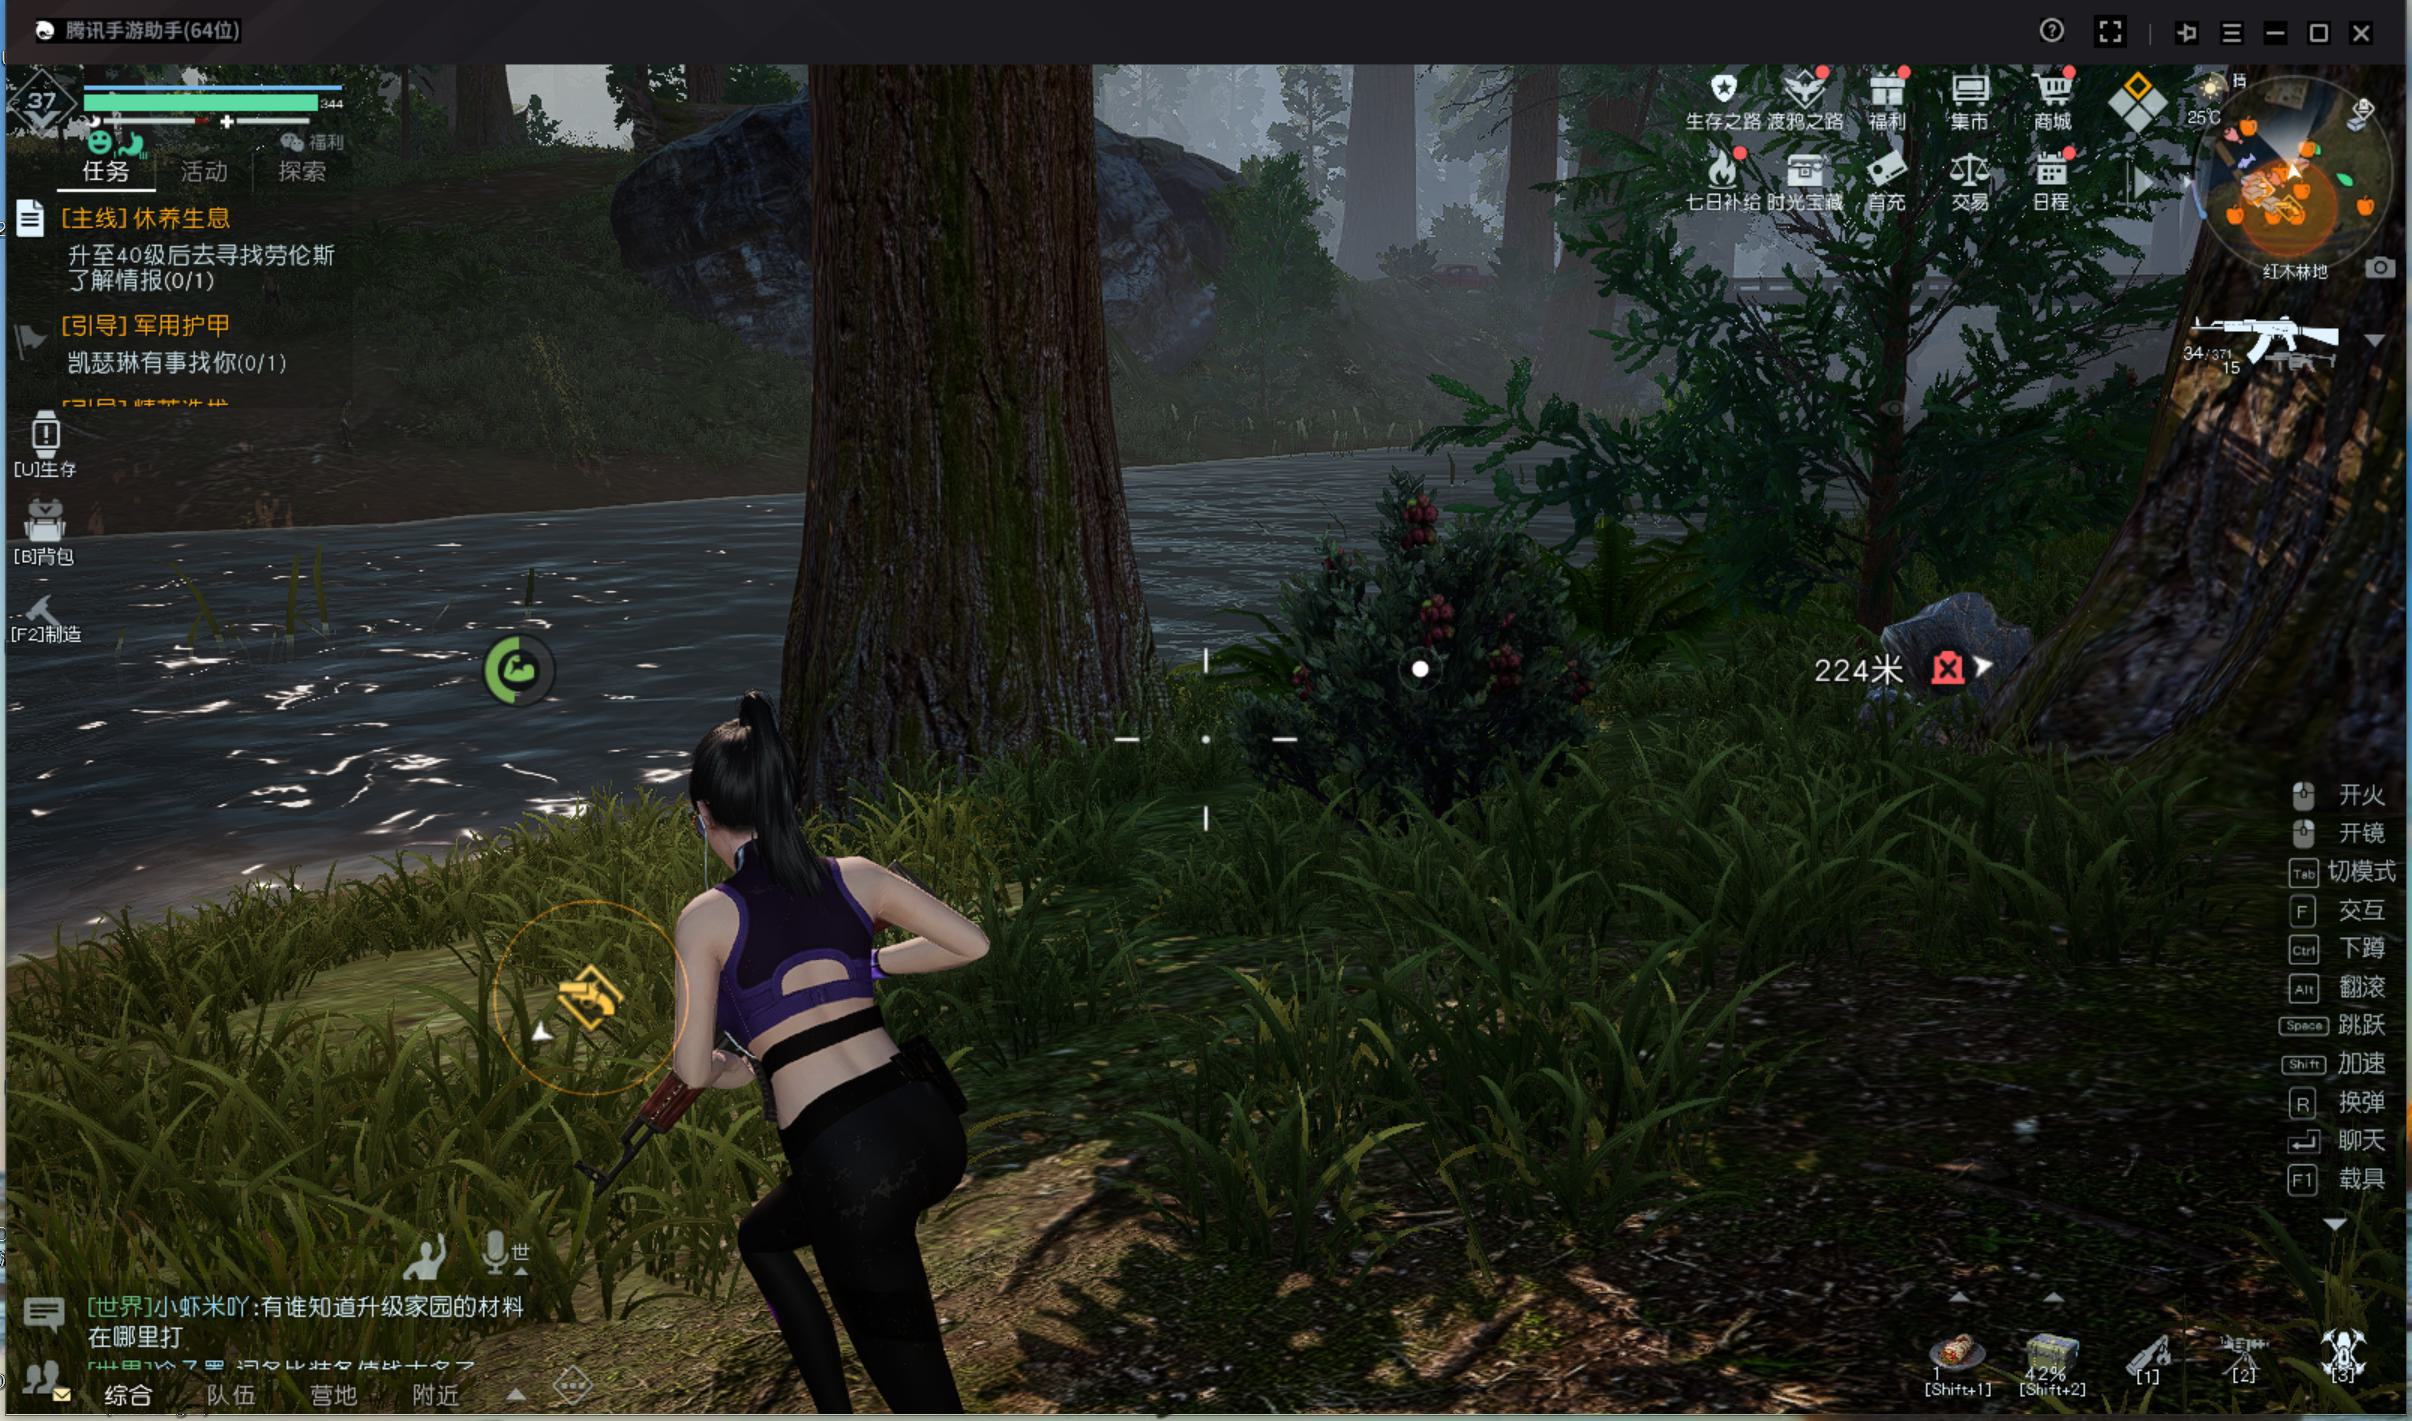 腾讯手游助手(64位)
37
344
福利
任务 活动 探索
[主线] 休养生息
升至40级后去寻找劳伦斯
了解情报(0/1)
[引导] 军用护甲
凯瑟琳有事找你(0/1)
[U]生存
[B]背包
[F2]制造
生存之路 渡鸦之路 福利 集市 商城
七日补给 时光宝藏 首充 交易 日程
25℃
红木林地
34/371
15
224米
开火
开镜
Tab 切模式
F 交互
Ctrl 下蹲
Alt 翻滚
Space 跳跃
Shift 加速
R 换弹
聊天
F1 载具
世
[世界]小虾米吖:有谁知道升级家园的材料
在哪里打
综合 队伍 营地 附近
1 42%
[Shift+1] [Shift+2] [1] [2] [3]